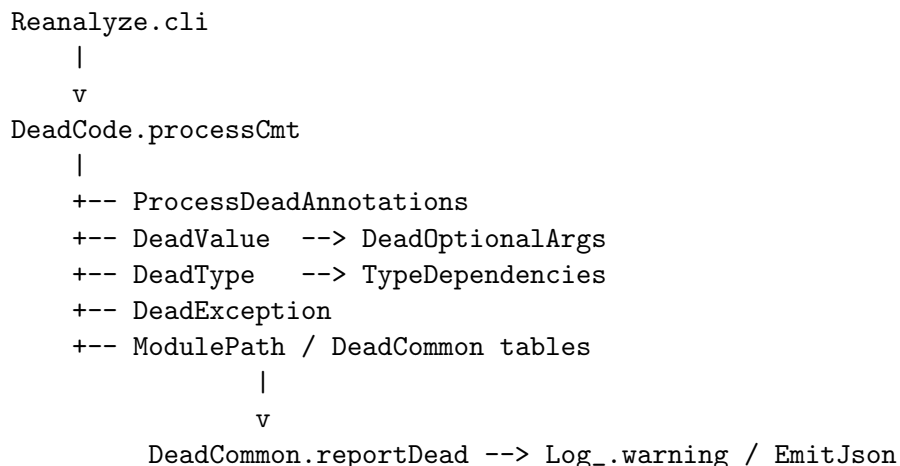 Reanalyze.cli
    |
    v
DeadCode.processCmt
    |
    +-- ProcessDeadAnnotations
    +-- DeadValue  --> DeadOptionalArgs
    +-- DeadType   --> TypeDependencies
    +-- DeadException
    +-- ModulePath / DeadCommon tables
               |
               v
         DeadCommon.reportDead --> Log_.warning / EmitJson